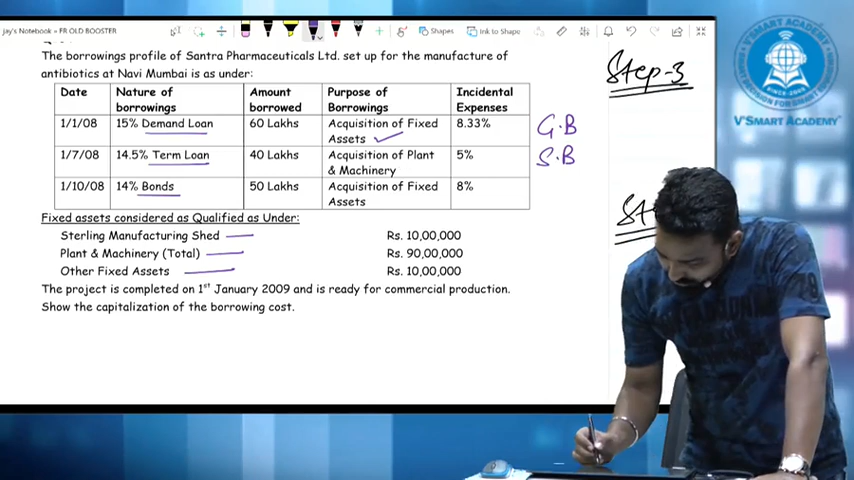 jay's Notebook » FR OLD BOOSTER
Shapes
Ink to Shape
The borrowings profile of Santra Pharmaceuticals Ltd. set up for the manufacture of
antibiotics at Navi Mumbai is as under:
Date Nature of borrowings Amount borrowed Purpose of Borrowings Incidental Expenses
1/1/08 15% Demand Loan 60 Lakhs Acquisition of Fixed Assets 8.33% G.B
1/7/08 14.5% Term Loan 40 Lakhs Acquisition of Plant & Machinery 5% S.B
1/10/08 14% Bonds 50 Lakhs Acquisition of Fixed Assets 8%
Fixed assets considered as Qualified as Under:
Sterling Manufacturing Shed Rs. 10,00,000
Plant & Machinery (Total) Rs. 90,00,000
Other Fixed Assets Rs. 10,00,000
The project is completed on 1st January 2009 and is ready for commercial production.
Show the capitalization of the borrowing cost.
Step-3
V'SMART ACADEMY
SINCE-2009
V'Smart Academy